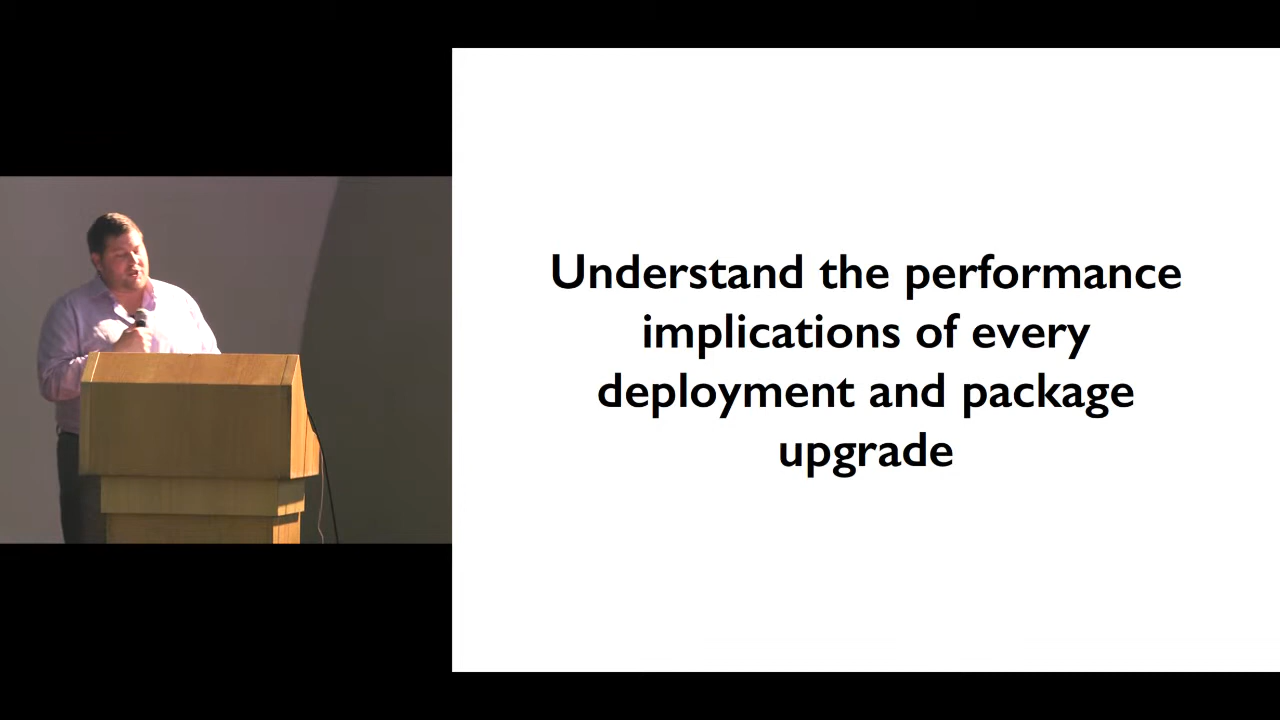 Understand the performance
implications of every
deployment and package
upgrade